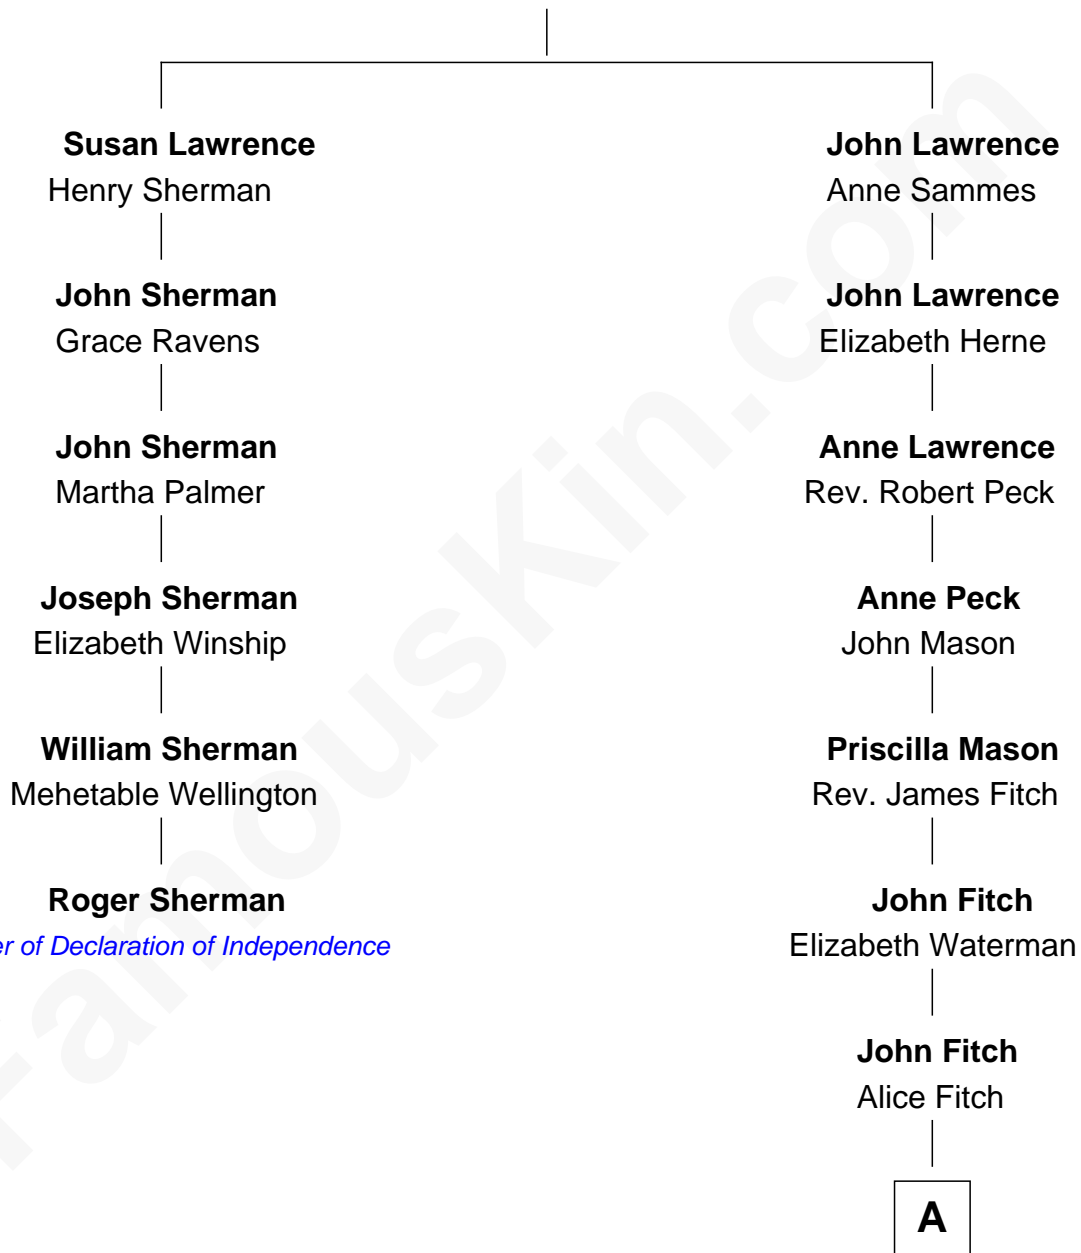 Susan Lawrence
Henry Sherman
John Sherman
Grace Ravens
John Sherman
Martha Palmer
Joseph Sherman
Elizabeth Winship
William Sherman
Mehetable Wellington
Roger Sherman
of Declaration of Independence
John Lawrence
Anne Sammes
John Lawrence
Elizabeth Herne
Anne Lawrence
Rev. Robert Peck
Anne Peck
John Mason
Priscilla Mason
Rev. James Fitch
John Fitch
Elizabeth Waterman
John Fitch
Alice Fitch
A
FamousKin.com